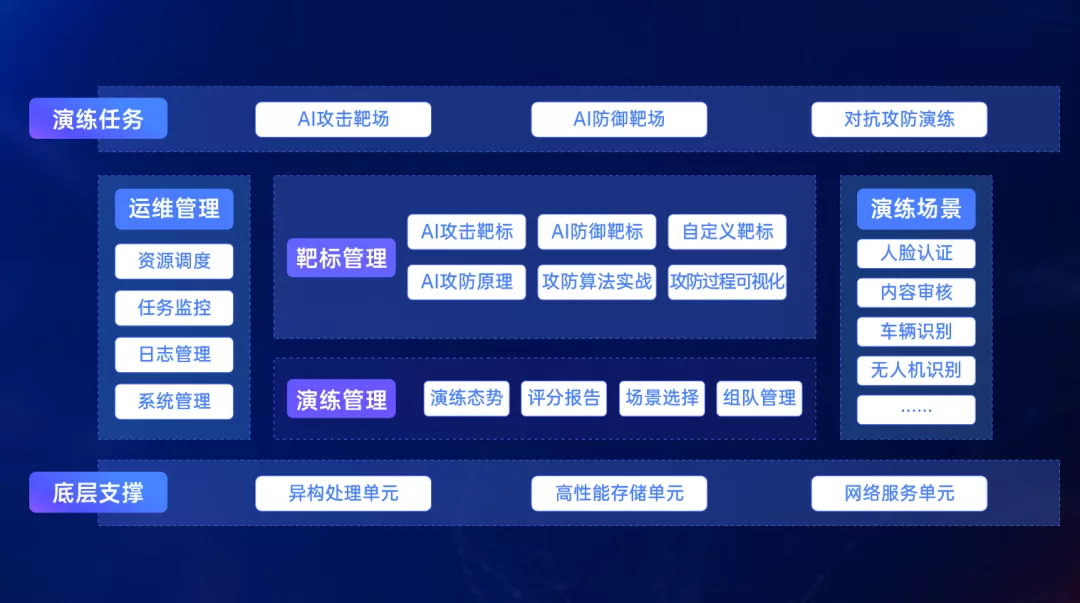 演练任务
AI攻击靶场
AI防御靶场
对抗攻防演练
运维管理
资源调度
任务监控
日志管理
系统管理
靶标管理
AI攻击靶标
AI防御靶标
自定义靶标
AI攻防原理
攻防算法实战
攻防过程可视化
演练管理
演练态势
评分报告
场景选择
组队管理
演练场景
人脸认证
内容审核
车辆识别
无人机识别
……
底层支撑
异构处理单元
高性能存储单元
网络服务单元